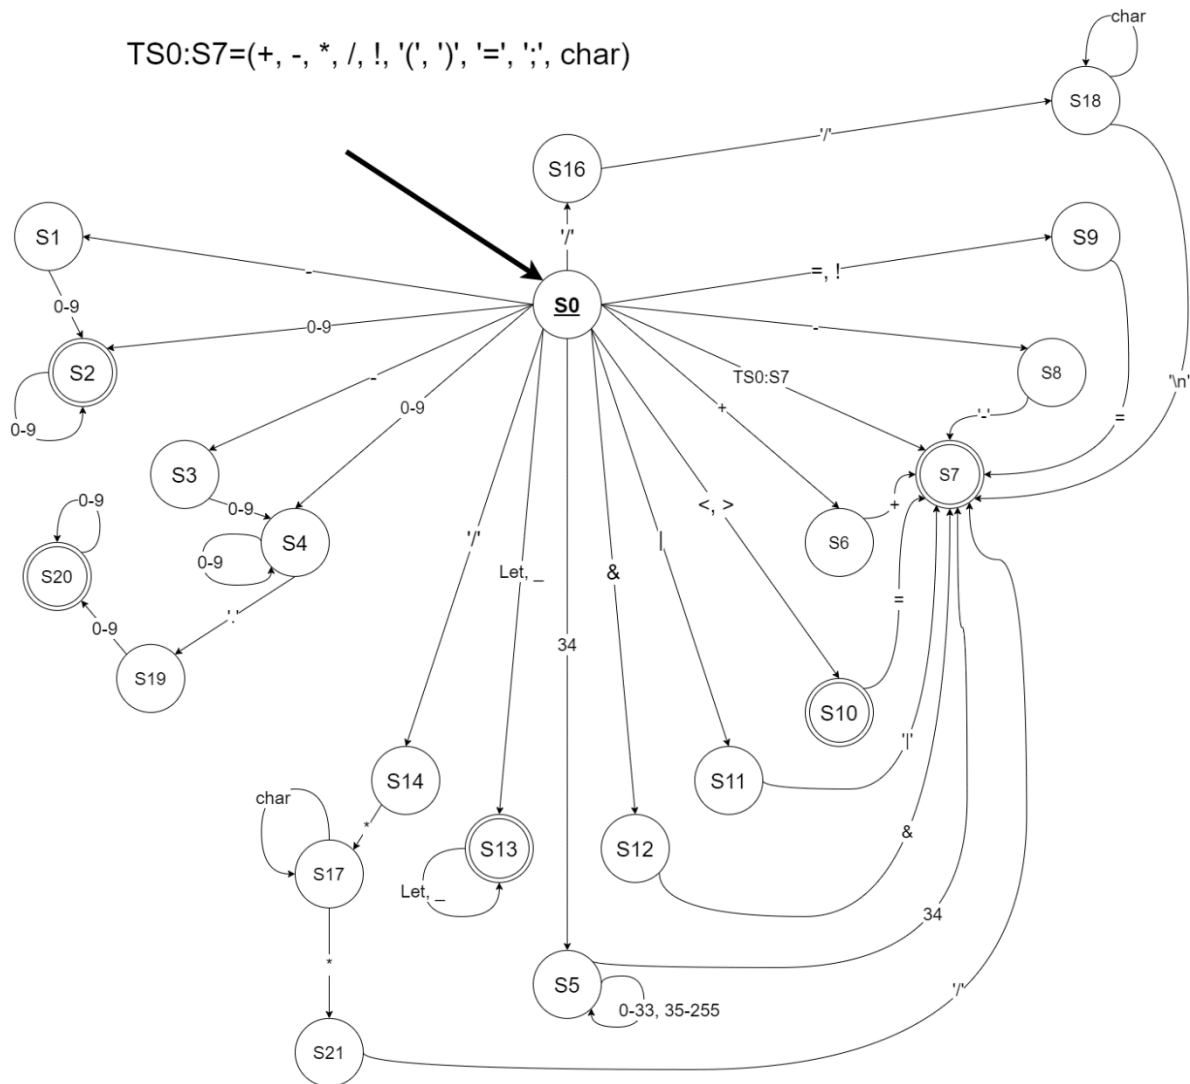 char
TS0:S7=(+, -, *, /, !, '(', ')', '=', ';', char)
S18
'/'
S16
S1
'/'
S9
-
=, !
S0
0-9
0-9
-
S2
TS0:S7
S8
'\n'
-
0-9
+
'-'
=
0-9
S3
S7
0-9
<, >
+
0-9
S4
'/'
|
S6
S20
0-9
Let, _
&
=
'.'
0-9
34
S19
S10
'|'
S14
S11
char
*
&
S13
S12
S17
Let, _
34
*
S5
'/'
0-33, 35-255
S21